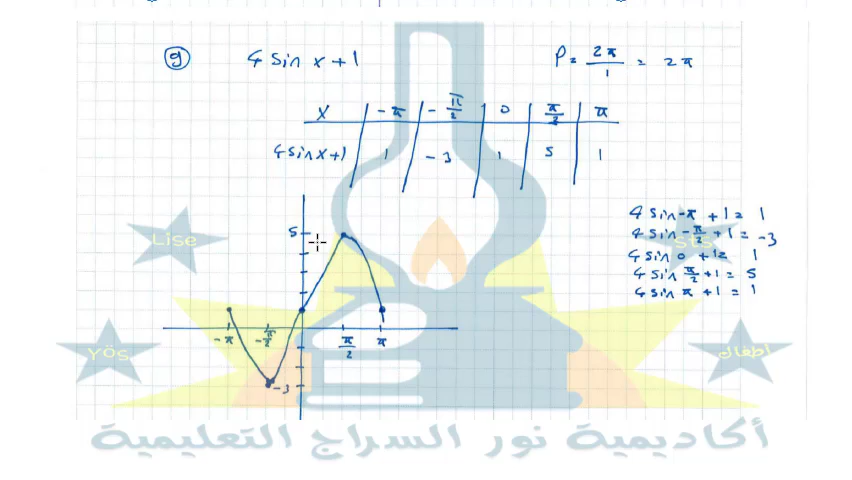 9 4 sin x + 1 P = 2π/1 = 2π
x -π -π/2 0 π/2 π
4 sin x + 1 1 -3 1 5 1
4 sin -π + 1 = 1
4 sin -π/2 + 1 = -3
4 sin 0 + 1 = 1
4 sin π/2 + 1 = 5
4 sin π + 1 = 1
5
Lise
SİS
-π -π/2 π/2 π
YÖS
أطفال
-3
أكاديمية نور السراج التعليمية